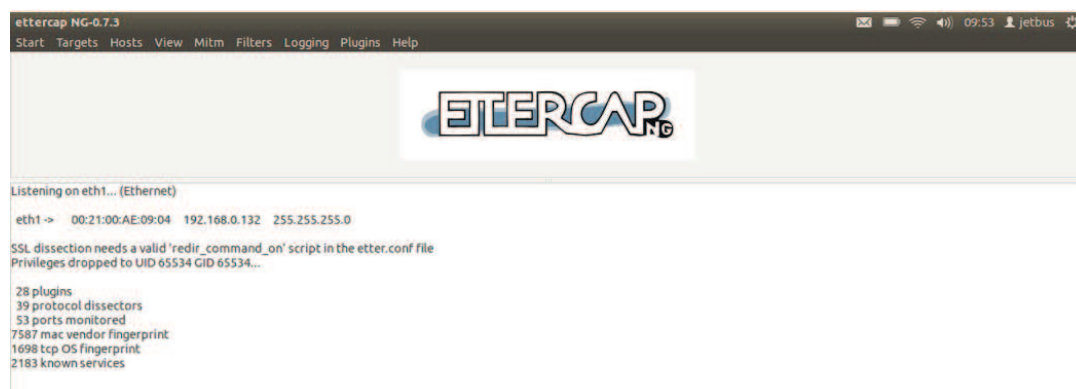 ettercap NG-0.7.3 09:53 jetbus
Start Targets Hosts View Mitm Filters Logging Plugins Help
ETTERCAP
NG
Listening on eth1... (Ethernet)
eth1 -> 00:21:00:AE:09:04 192.168.0.132 255.255.255.0
SSL dissection needs a valid 'redir_command_on' script in the etter.conf file
Privileges dropped to UID 65534 GID 65534...
28 plugins
39 protocol dissectors
53 ports monitored
7587 mac vendor fingerprint
1698 tcp OS fingerprint
2183 known services